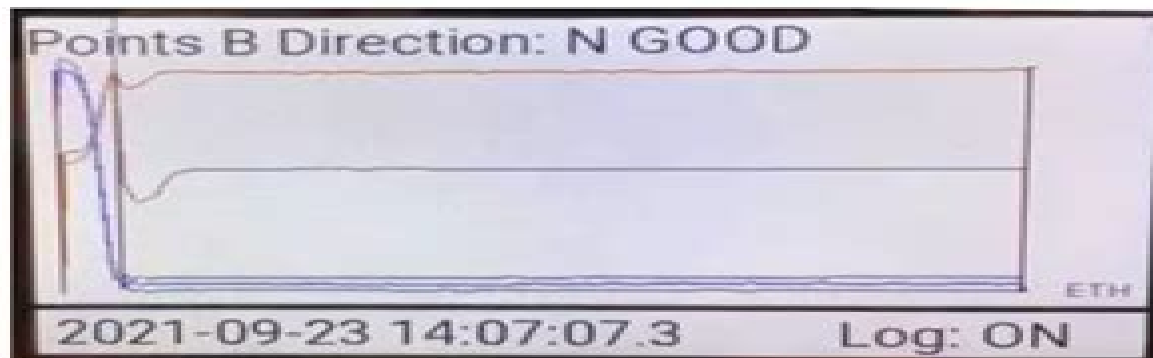 Points B Direction: N GOOD
ETH
2021-09-23 14:07:07.3 Log: ON